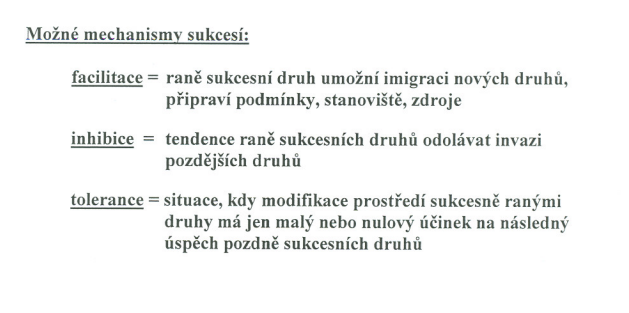 Možné mechanismy sukcesí:
facilitace = raně sukcesní druh umožní imigraci nových druhů,
připraví podmínky, stanoviště, zdroje
inhibice = tendence raně sukcesních druhů odolávat invazi
pozdějších druhů
tolerance = situace, kdy modifikace prostředí sukcesně ranými
druhy má jen malý nebo nulový účinek na následný
úspěch pozdně sukcesních druhů